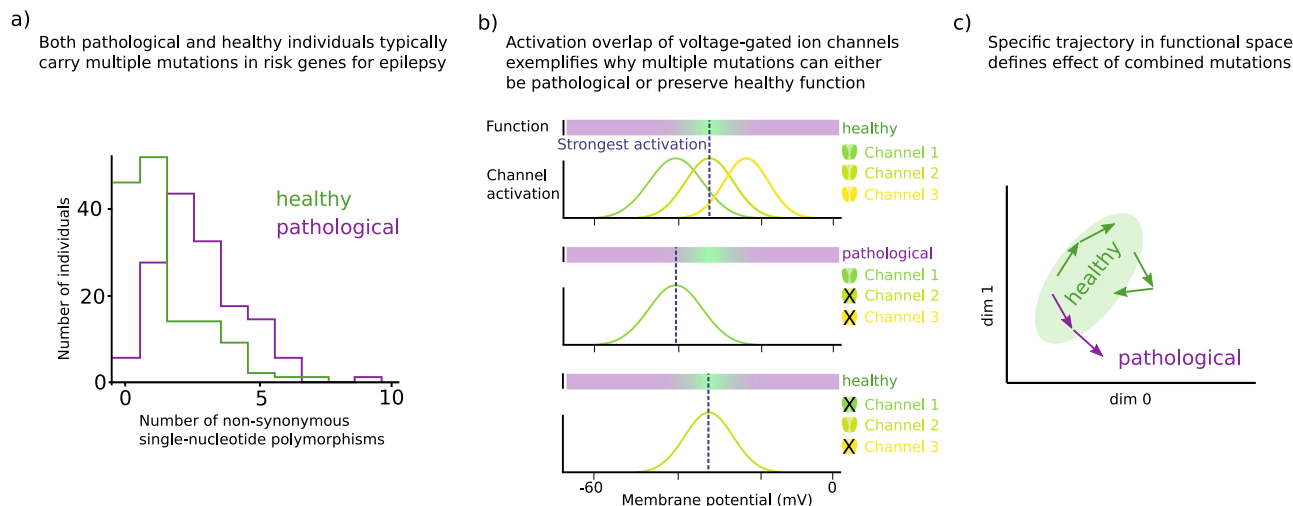 a)
Both pathological and healthy individuals typically
carry multiple mutations in risk genes for epilepsy
Number of individuals
40
20
0
healthy
pathological
0
5
10
Number of non-synonymous
single-nucleotide polymorphisms
b)
Activation overlap of voltage-gated ion channels
exemplifies why multiple mutations can either
be pathological or preserve healthy function
Function
healthy
Strongest activation
Channel
activation
Channel 1
Channel 2
Channel 3
pathological
Channel 1
X Channel 2
X Channel 3
healthy
X Channel 1
Channel 2
X Channel 3
-60
0
Membrane potential (mV)
c)
Specific trajectory in functional space
defines effect of combined mutations
dim 1
healthy
pathological
dim 0